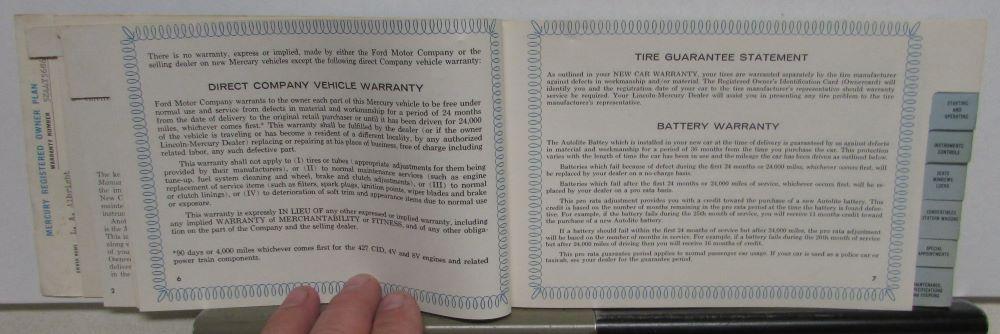 MERCURY REGISTERED OWNER PLAN
WARRANTY NUMBER
Albright
The ke
Manua
the im
New C
mainte
instruc
And
is the M
This is
along v
of you
Owner
deliver
in the
2
There is no warranty, express or implied, made by either the Ford Motor Company or the
selling dealer on new Mercury vehicles except the following direct Company vehicle warranty:
DIRECT COMPANY VEHICLE WARRANTY
Ford Motor Company warrants to the owner each part of this Mercury vehicle to be free under
normal use and service from defects in material and workmanship for a period of 24 months
from the date of delivery to the original retail purchaser or until it has been driven for 24,000
miles, whichever comes first.* This warranty shall be fulfilled by the dealer (or if the owner
of the vehicle is traveling or has become a resident of a different locality, by any authorized
Lincoln-Mercury Dealer) replacing or repairing at his place of business, free of charge including
related labor, any such defective part.
This warranty shall not apply to (I) tires or tubes (appropriate adjustments for them being
provided by their manufacturers), or (II) to normal maintenance services (such as engine
tune-up, fuel system cleaning and wheel, brake and clutch adjustments), or (III) to normal
replacement of service items (such as filters, spark plugs, ignition points, wiper blades and brake
or clutch linings), or (IV) to deterioration of soft trim and appearance items due to normal use
or exposure.
This warranty is expressly IN LIEU OF any other expressed or implied warranty, including
any implied WARRANTY of MERCHANTABILITY or FITNESS, and of any other obliga-
tion on the part of the Company and the selling dealer.
*90 days or 4,000 miles whichever comes first for the 427 CID, 4V and 8V engines and related
power train components.
6
TIRE GUARANTEE STATEMENT
As outlined in your NEW CAR WARRANTY, your tires are warranted separately by the tire manufacturer
against defects in workmanship and/or material. The Registered Owner's Identification Card (Ownercard) will
identify you and the registration date of your car to the tire manufacturer's representative should warranty
service be required. Your Lincoln-Mercury Dealer will assist you in presenting any tire problem to the tire
manufacturer's representative.
BATTERY WARRANTY
The Autolite Battery which is installed in your new car at the time of delivery is guaranteed by us against defects
in material and workmanship for a period of 36 months from the time you purchase the car. This protection
varies with the length of time the car has been in use and the mileage the car has been driven as outlined below.
Batteries which fail because of defect during the first 24 months or 24,000 miles, whichever occurs first, will
be replaced by your dealer on a no-charge basis.
Batteries which fail after the first 24 months or 24,000 miles of service, whichever occurs first, will be re-
placed by your dealer on a pro rata basis.
This pro rata adjustment provides you with a credit toward the purchase of a new Autolite battery. This
credit is based on the number of months remaining in the pro rata period at the time the battery is found defec-
tive. For example, if the battery fails during the 25th month of service, you will receive 11 months credit toward
the purchase of a new Autolite battery.
If a battery should fail within the first 24 months of service but after 24,000 miles, the pro rata adjustment
will be based on the number of months in service. For example, if a battery fails during the 20th month of service
but after 24,000 miles of driving then you will receive 16 months of credit.
This pro rata guarantee period applies to normal passenger car usage. If your car is used as a police car or
taxicab, see your dealer for the guarantee period.
7
STARTING
AND
OPERATING
INSTRUMENTS
CONTROLS
SEATS
WINDOWS
LOCKS
CONVERTIBLES
STATION WAGONS
SPECIAL
APPOINTMENTS
MAINTENANCE,
SPECIFICATIONS
AND COUPONS